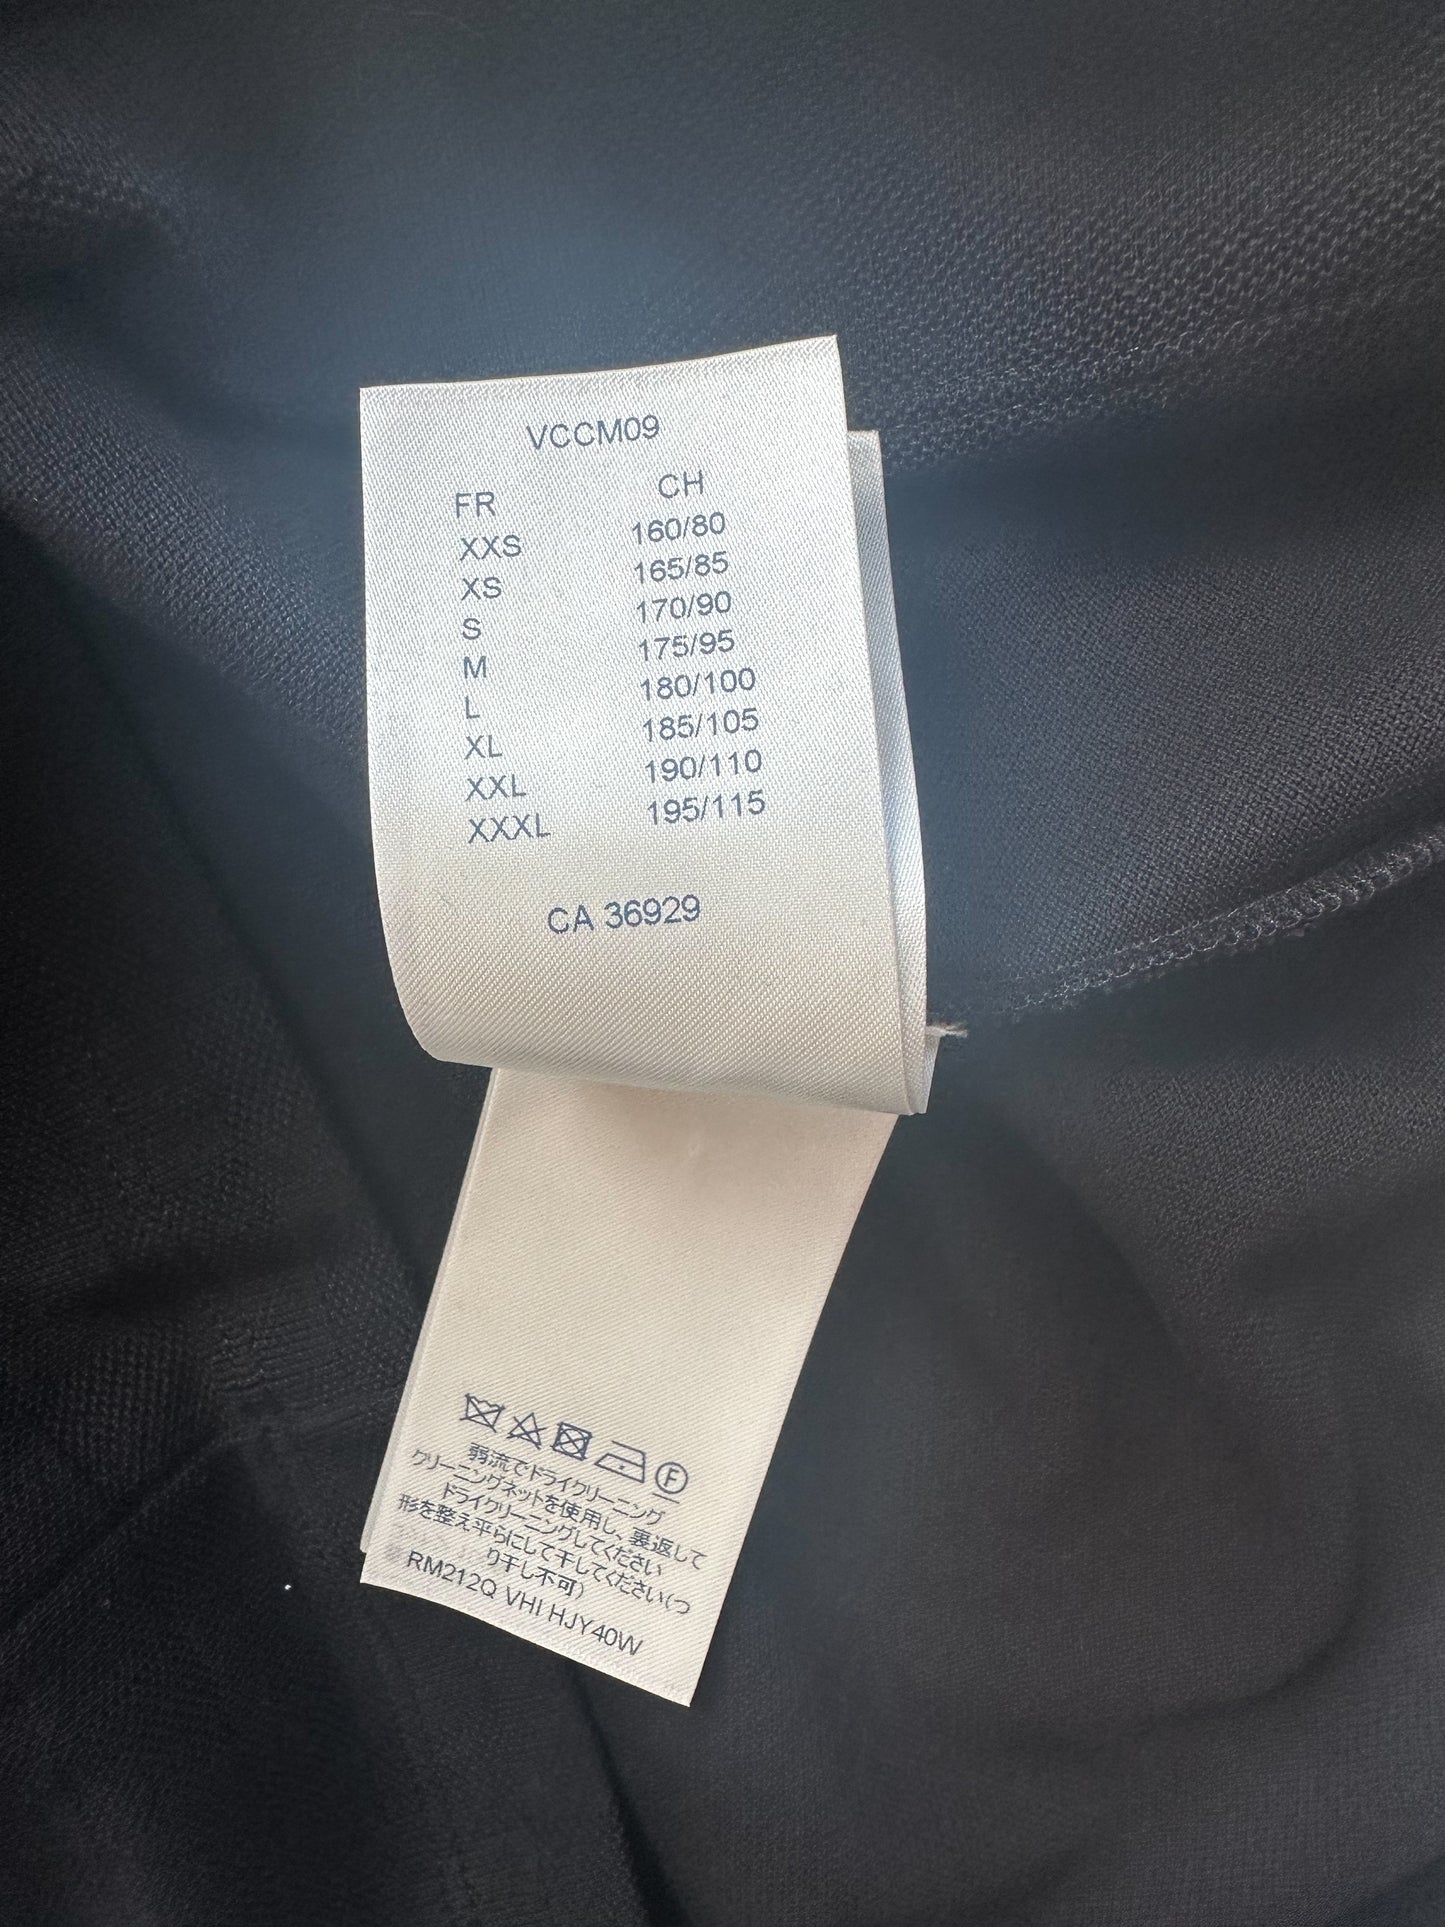 VCCM09
FR CH
XXS 160/80
XS 165/85
S 170/90
M 175/95
L 180/100
XL 185/105
XXL 190/110
XXXL 195/115
CA 36929
F
弱流でドライクリーニング
クリーニングネットを使用し、裏返して
ドライクリーニングしてください
形を整え平らにして干してください(つ
り干し不可)
RM212Q VHI HJY40W